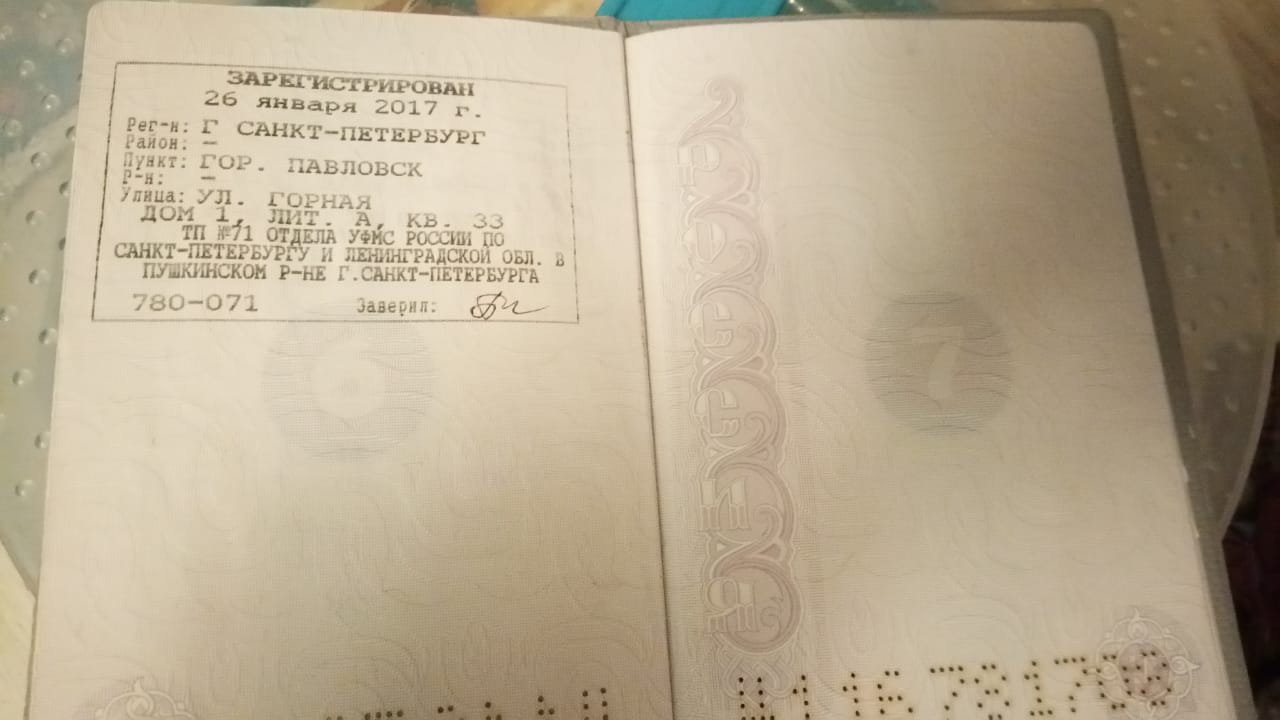 ЗАРЕГИСТРИРОВАН
26 января 2017 г.
Рег-н: Г САНКТ-ПЕТЕРБУРГ
Район: –
Пункт: ГОР. ПАВЛОВСК
Р-н: –
Улица: УЛ. ГОРНАЯ
ДОМ 1, ЛИТ. А, КВ. 33
ТП №71 ОТДЕЛА УФМС РОССИИ ПО
САНКТ-ПЕТЕРБУРГУ И ЛЕНИНГРАДСКОЙ ОБЛ. В
ПУШКИНСКОМ Р-НЕ Г.САНКТ-ПЕТЕРБУРГА
780-071 Заверил:
6
7